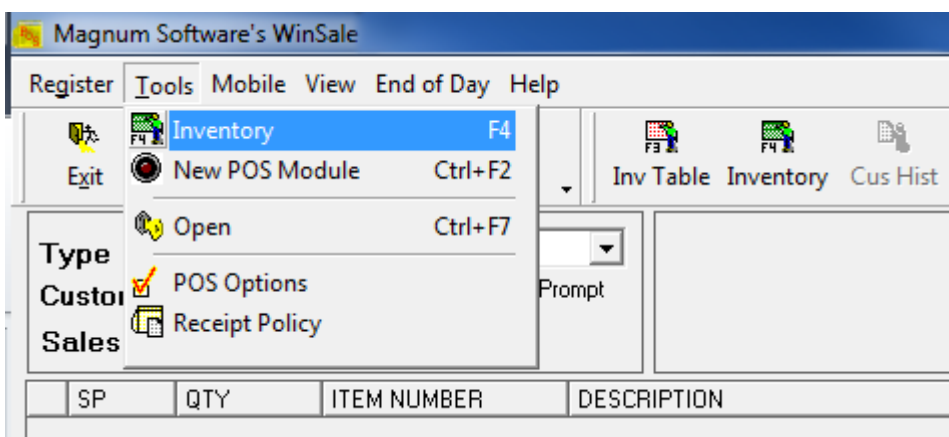 Magnum Software's WinSale
Register Tools Mobile View End of Day Help
Exit
Inventory F4
New POS Module Ctrl+F2
Open Ctrl+F7
POS Options
Receipt Policy
F3 Inv Table
F4 Inventory
Cus Hist
Type
Custo
Prompt
Sales
SP QTY ITEM NUMBER DESCRIPTION